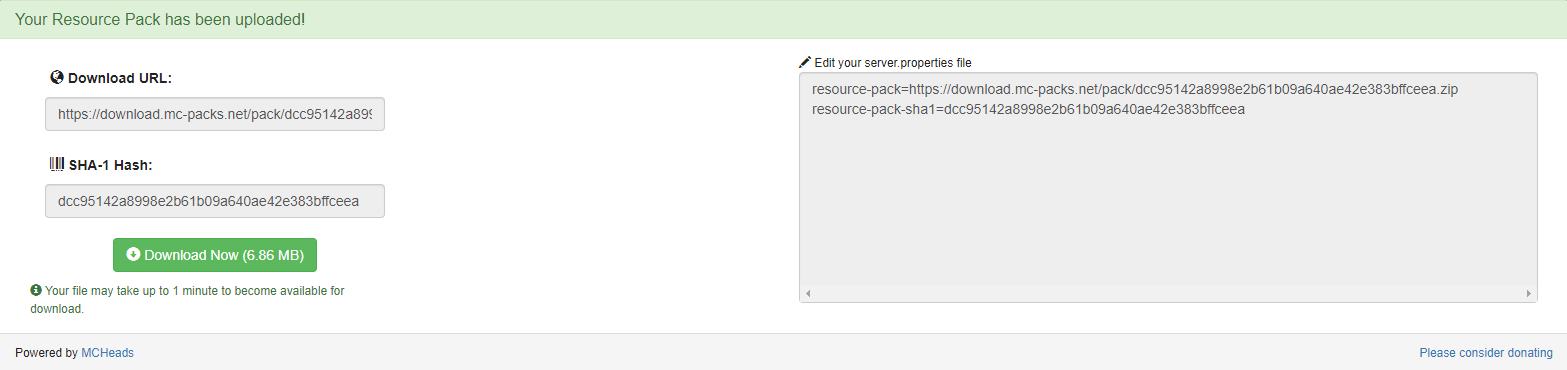 Your Resource Pack has been uploaded!
Download URL:
https://download.mc-packs.net/pack/dcc95142a899
SHA-1 Hash:
dcc95142a8998e2b61b09a640ae42e383bffceea
Download Now (6.86 MB)
Your file may take up to 1 minute to become available for
download.
Edit your server.properties file
resource-pack=https://download.mc-packs.net/pack/dcc95142a8998e2b61b09a640ae42e383bffceea.zip
resource-pack-sha1=dcc95142a8998e2b61b09a640ae42e383bffceea
Powered by MCHeads
Please consider donating